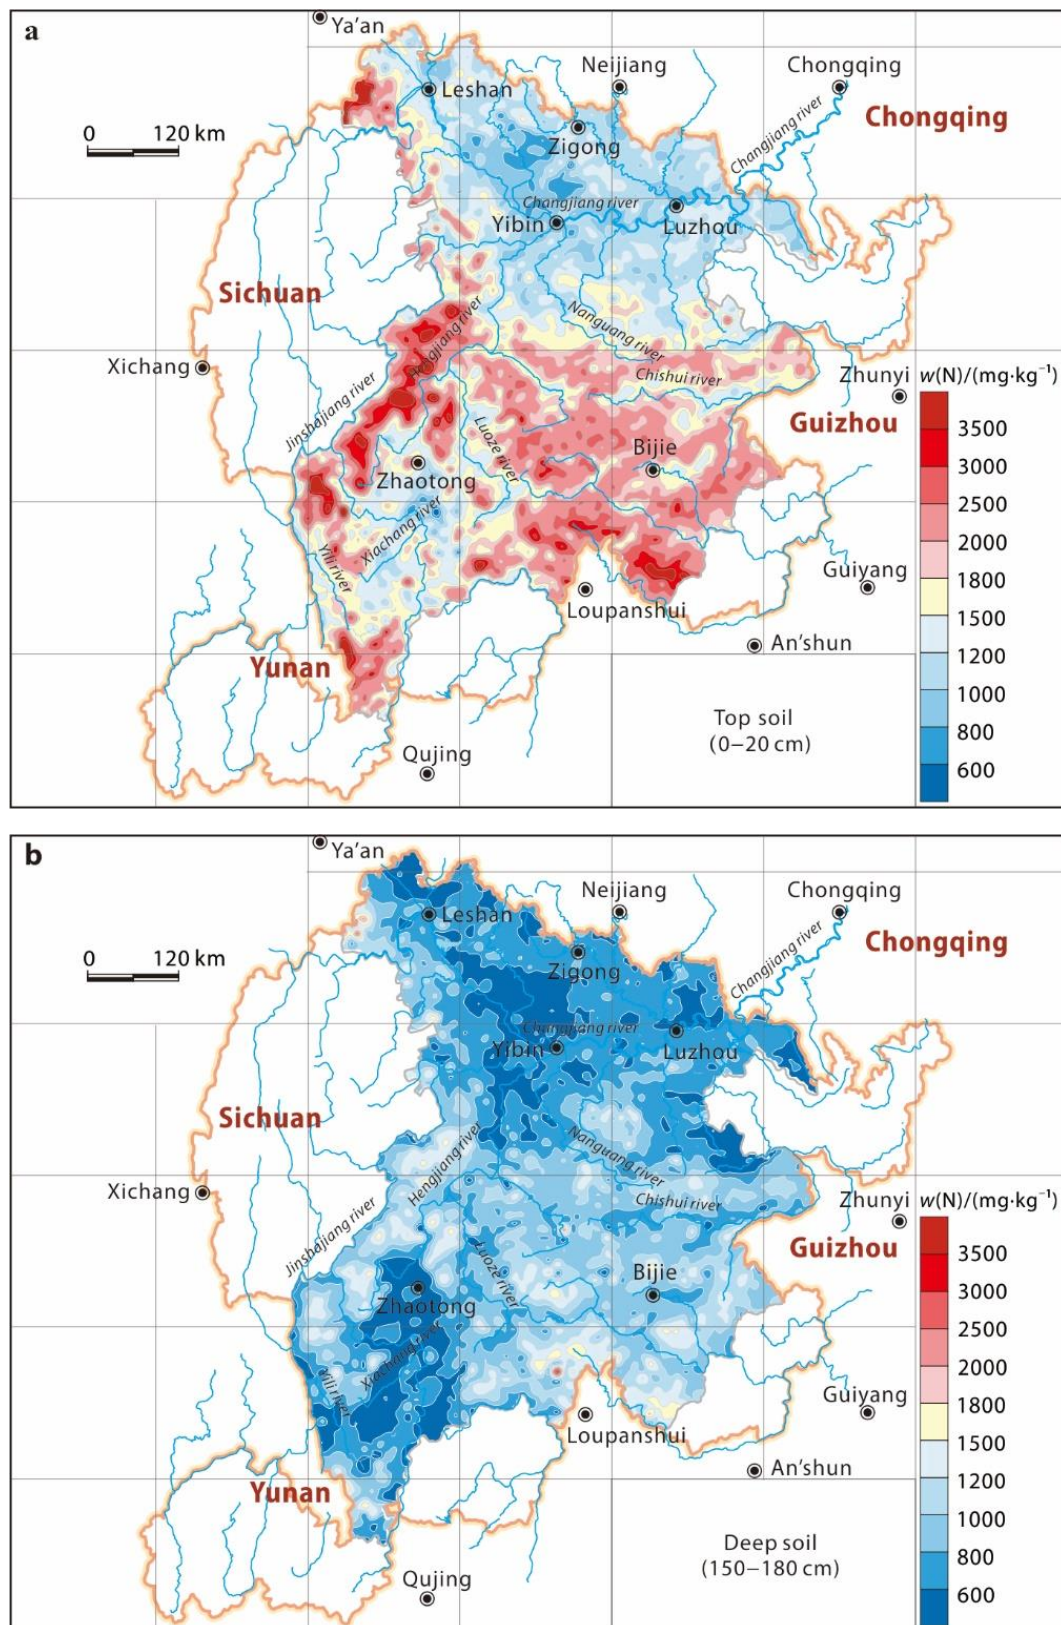 a
Ya'an
Neijiang
Chongqing
Leshan
Chongqing
0 120 km
Zigong
Changjiang river
Changjiang river
Yibin
Luzhou
Sichuan
Nanguang river
Xichang
Jinshajiang river
Chishui river
Zhunyi
w(N)/(mg·kg⁻¹)
Guizhou
3500
Luoze river
Bijie
3000
Zhaotong
2500
Xiachang river
2000
Yili river
Guiyang
1800
Loupanshui
1500
An'shun
Yunan
1200
Top soil
1000
(0–20 cm)
800
Qujing
600
b
Ya'an
Neijiang
Chongqing
Leshan
Chongqing
0 120 km
Zigong
Changjiang river
Changjiang river
Yibin
Luzhou
Sichuan
Nanguang river
Hengjiang river
Xichang
Jinshajiang river
Chishui river
Zhunyi
w(N)/(mg·kg⁻¹)
Guizhou
3500
Luoze river
Bijie
3000
Zhaotong
2500
Xiachang river
2000
Yili river
Guiyang
1800
Loupanshui
1500
An'shun
Yunan
1200
1000
Deep soil
800
(150–180 cm)
Qujing
600